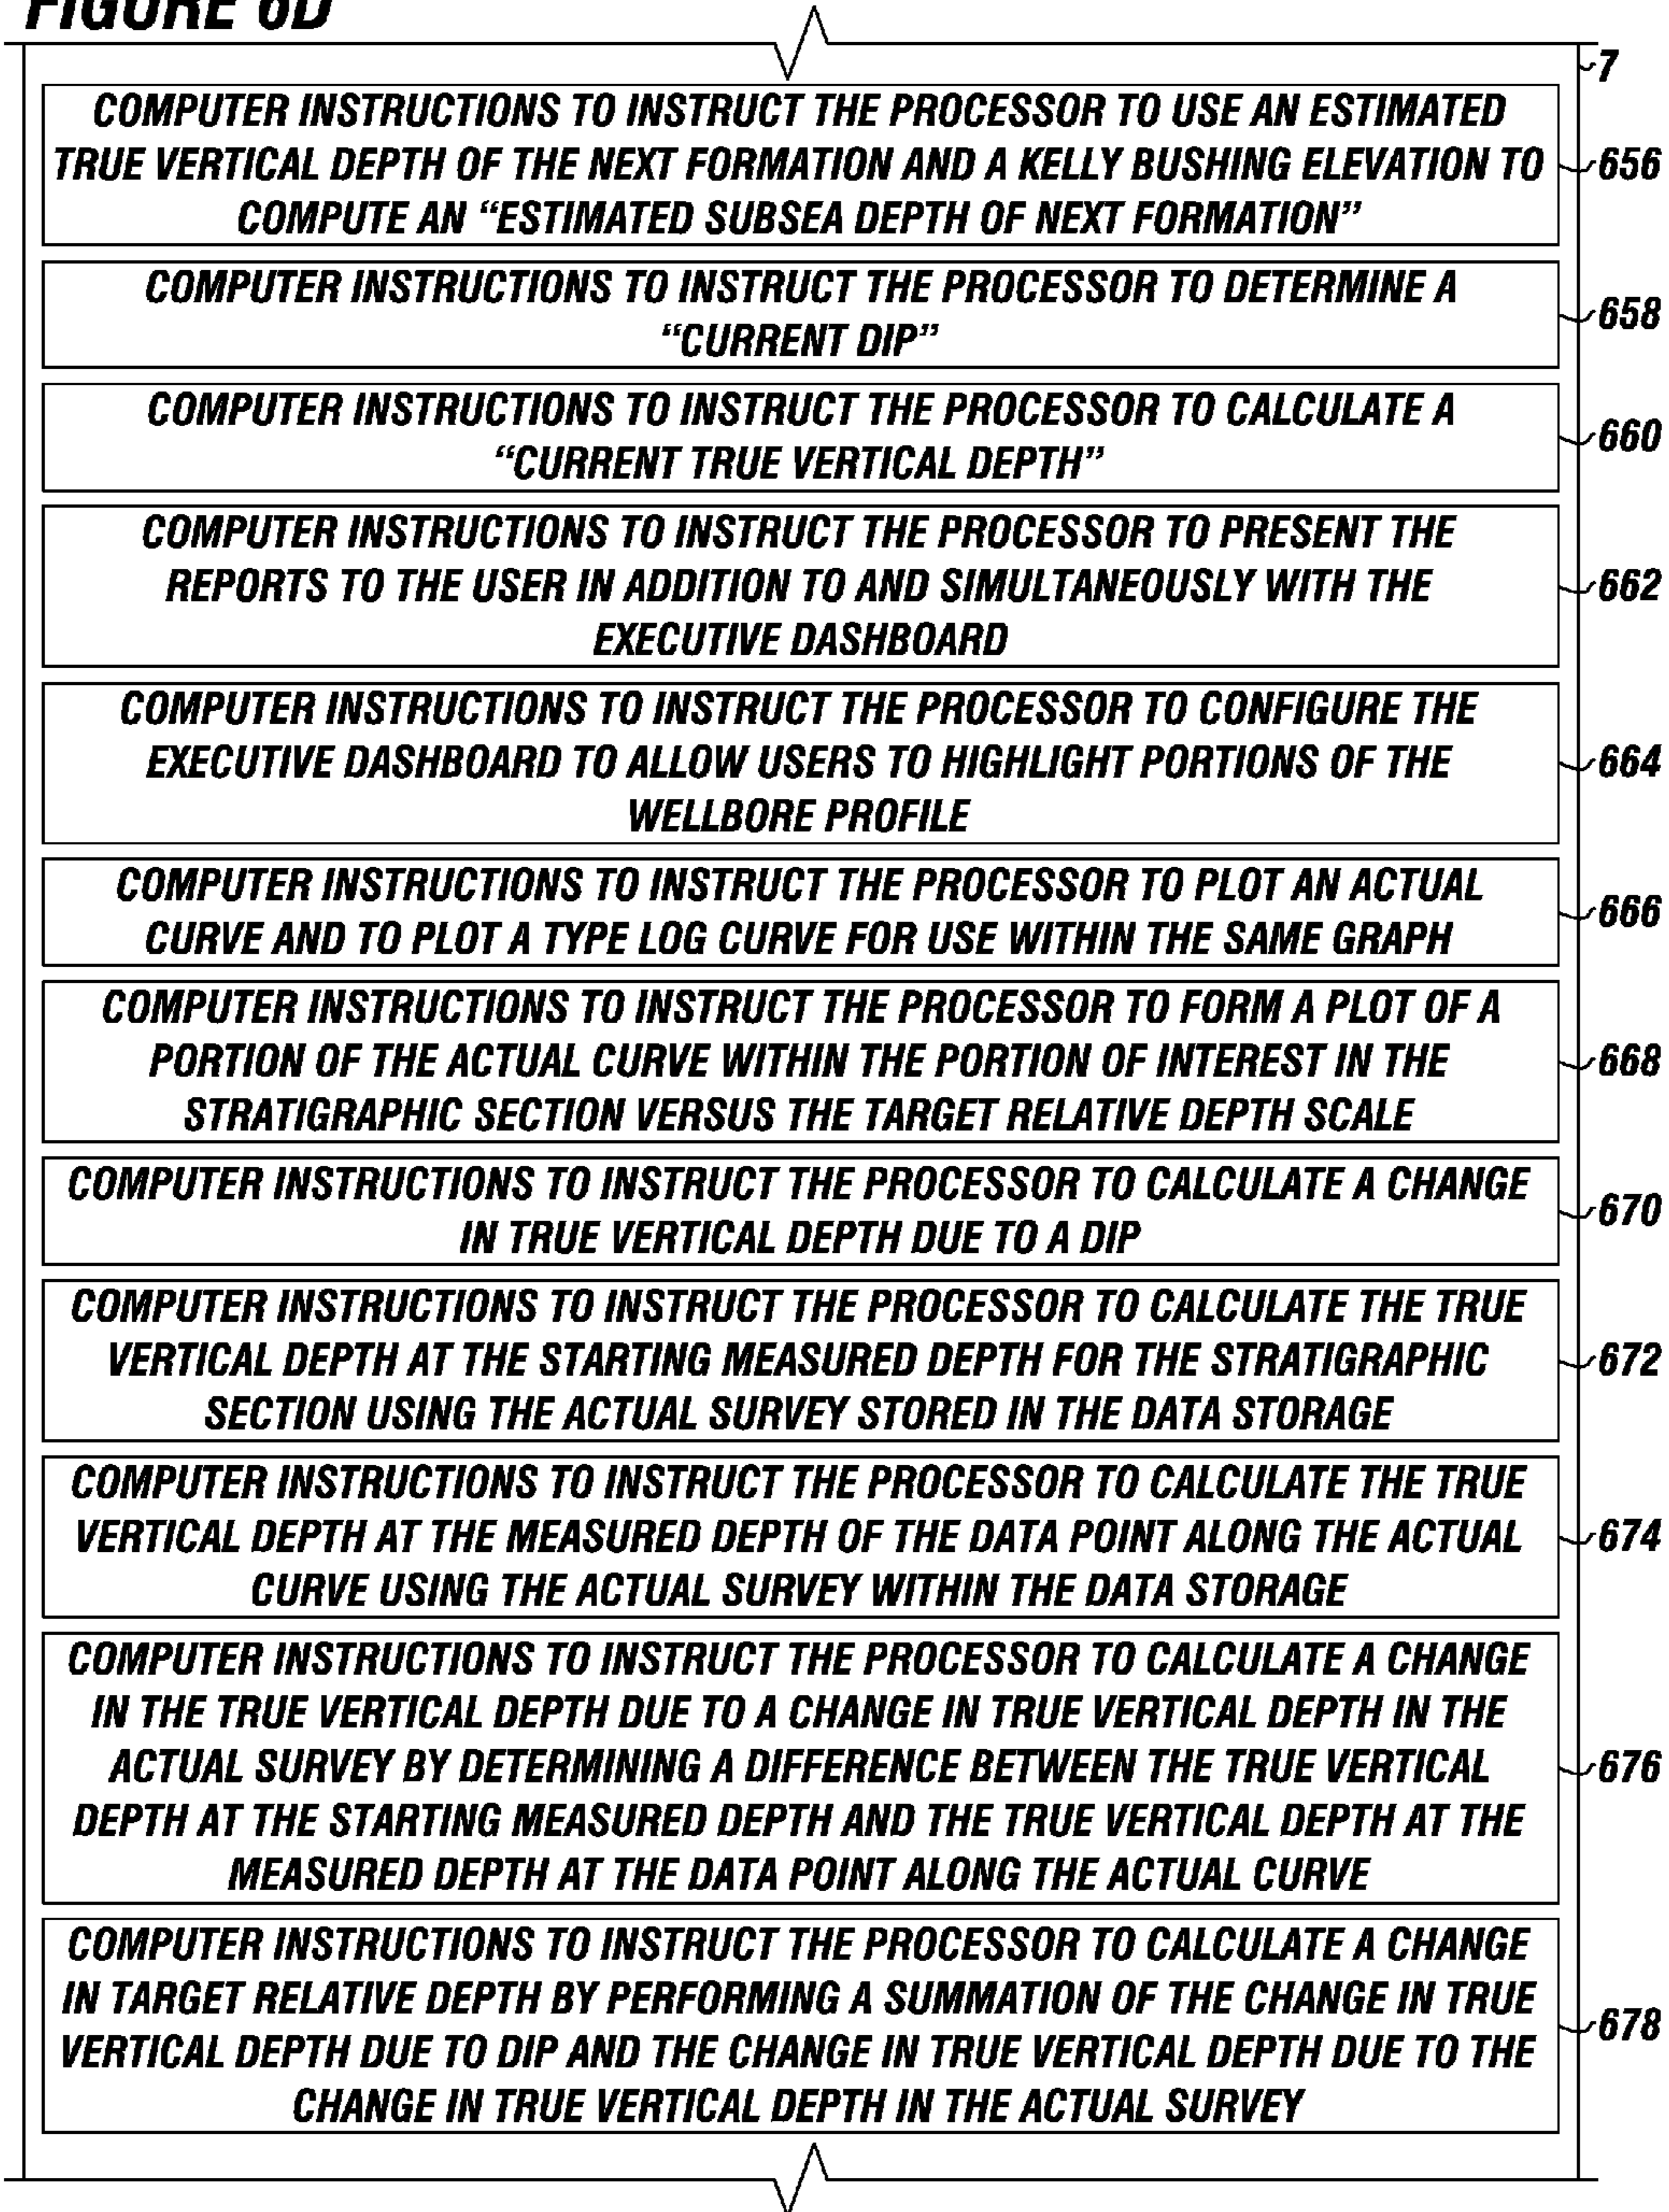 FIGURE 6D
7
COMPUTER INSTRUCTIONS TO INSTRUCT THE PROCESSOR TO USE AN ESTIMATED
TRUE VERTICAL DEPTH OF THE NEXT FORMATION AND A KELLY BUSHING ELEVATION TO
COMPUTE AN “ESTIMATED SUBSEA DEPTH OF NEXT FORMATION”
656
COMPUTER INSTRUCTIONS TO INSTRUCT THE PROCESSOR TO DETERMINE A
“CURRENT DIP”
658
COMPUTER INSTRUCTIONS TO INSTRUCT THE PROCESSOR TO CALCULATE A
“CURRENT TRUE VERTICAL DEPTH”
660
COMPUTER INSTRUCTIONS TO INSTRUCT THE PROCESSOR TO PRESENT THE
REPORTS TO THE USER IN ADDITION TO AND SIMULTANEOUSLY WITH THE
EXECUTIVE DASHBOARD
662
COMPUTER INSTRUCTIONS TO INSTRUCT THE PROCESSOR TO CONFIGURE THE
EXECUTIVE DASHBOARD TO ALLOW USERS TO HIGHLIGHT PORTIONS OF THE
WELLBORE PROFILE
664
COMPUTER INSTRUCTIONS TO INSTRUCT THE PROCESSOR TO PLOT AN ACTUAL
CURVE AND TO PLOT A TYPE LOG CURVE FOR USE WITHIN THE SAME GRAPH
666
COMPUTER INSTRUCTIONS TO INSTRUCT THE PROCESSOR TO FORM A PLOT OF A
PORTION OF THE ACTUAL CURVE WITHIN THE PORTION OF INTEREST IN THE
STRATIGRAPHIC SECTION VERSUS THE TARGET RELATIVE DEPTH SCALE
668
COMPUTER INSTRUCTIONS TO INSTRUCT THE PROCESSOR TO CALCULATE A CHANGE
IN TRUE VERTICAL DEPTH DUE TO A DIP
670
COMPUTER INSTRUCTIONS TO INSTRUCT THE PROCESSOR TO CALCULATE THE TRUE
VERTICAL DEPTH AT THE STARTING MEASURED DEPTH FOR THE STRATIGRAPHIC
SECTION USING THE ACTUAL SURVEY STORED IN THE DATA STORAGE
672
COMPUTER INSTRUCTIONS TO INSTRUCT THE PROCESSOR TO CALCULATE THE TRUE
VERTICAL DEPTH AT THE MEASURED DEPTH OF THE DATA POINT ALONG THE ACTUAL
CURVE USING THE ACTUAL SURVEY WITHIN THE DATA STORAGE
674
COMPUTER INSTRUCTIONS TO INSTRUCT THE PROCESSOR TO CALCULATE A CHANGE
IN THE TRUE VERTICAL DEPTH DUE TO A CHANGE IN TRUE VERTICAL DEPTH IN THE
ACTUAL SURVEY BY DETERMINING A DIFFERENCE BETWEEN THE TRUE VERTICAL
DEPTH AT THE STARTING MEASURED DEPTH AND THE TRUE VERTICAL DEPTH AT THE
MEASURED DEPTH AT THE DATA POINT ALONG THE ACTUAL CURVE
676
COMPUTER INSTRUCTIONS TO INSTRUCT THE PROCESSOR TO CALCULATE A CHANGE
IN TARGET RELATIVE DEPTH BY PERFORMING A SUMMATION OF THE CHANGE IN TRUE
VERTICAL DEPTH DUE TO DIP AND THE CHANGE IN TRUE VERTICAL DEPTH DUE TO THE
CHANGE IN TRUE VERTICAL DEPTH IN THE ACTUAL SURVEY
678